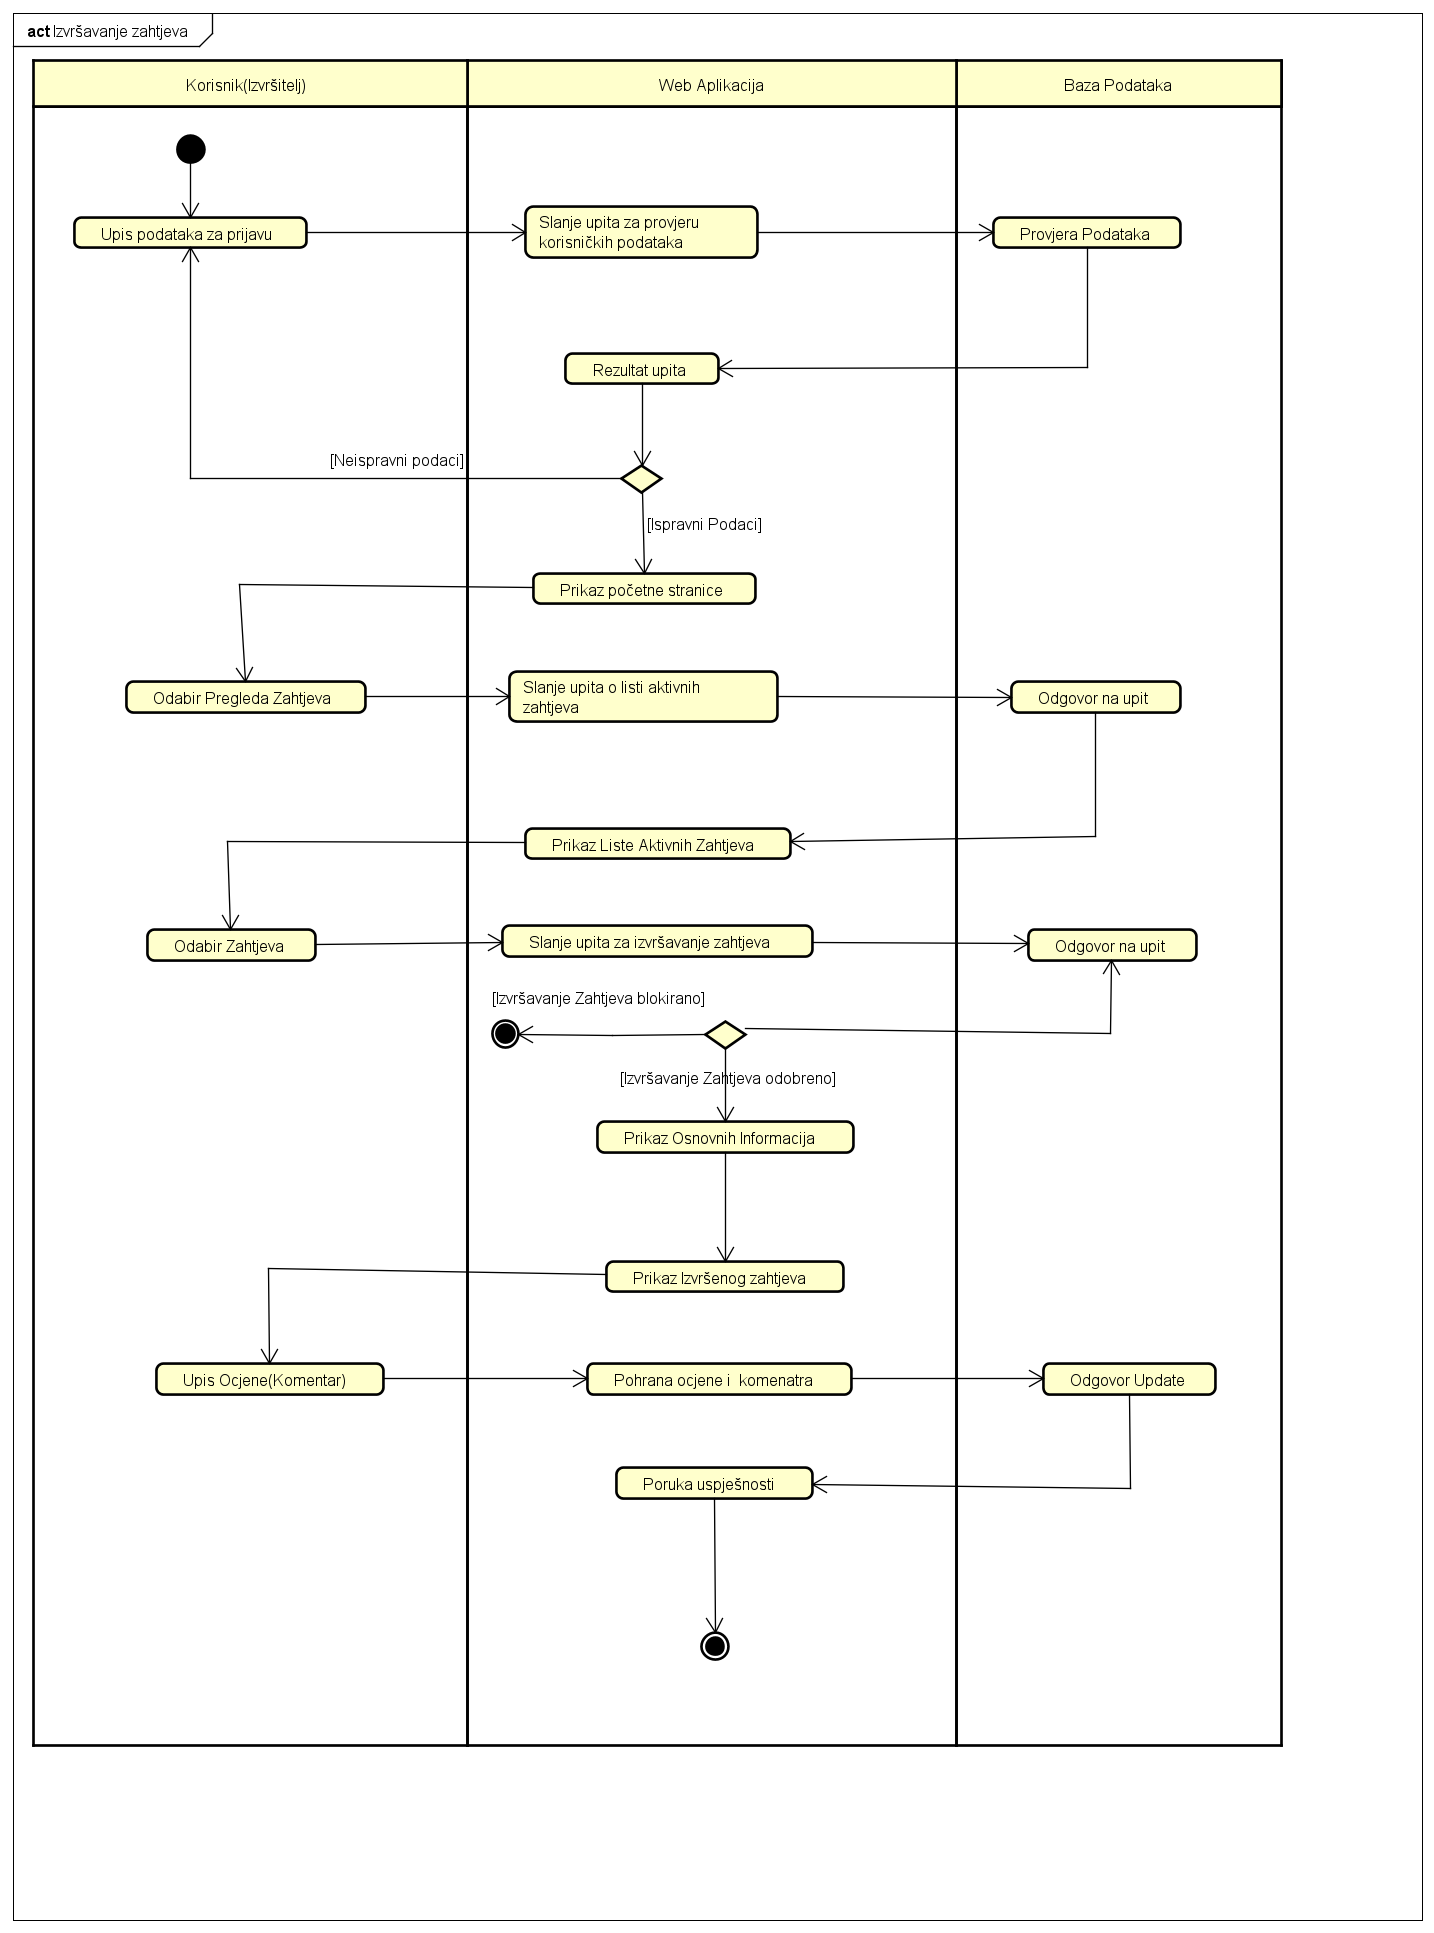 act Izvršavanje zahtjeva
Korisnik(Izvršitelj)
Web Aplikacija
Baza Podataka
Upis podataka za prijavu
Slanje upita za provjeru
korisničkih podataka
Provjera Podataka
Rezultat upita
[Neispravni podaci]
[Ispravni Podaci]
Prikaz početne stranice
Odabir Pregleda Zahtjeva
Slanje upita o listi aktivnih
zahtjeva
Odgovor na upit
Prikaz Liste Aktivnih Zahtjeva
Odabir Zahtjeva
Slanje upita za izvršavanje zahtjeva
Odgovor na upit
[Izvršavanje Zahtjeva blokirano]
[Izvršavanje Zahtjeva odobreno]
Prikaz Osnovnih Informacija
Prikaz Izvršenog zahtjeva
Upis Ocjene(Komentar)
Pohrana ocjene i  komenatra
Odgovor Update
Poruka uspješnosti